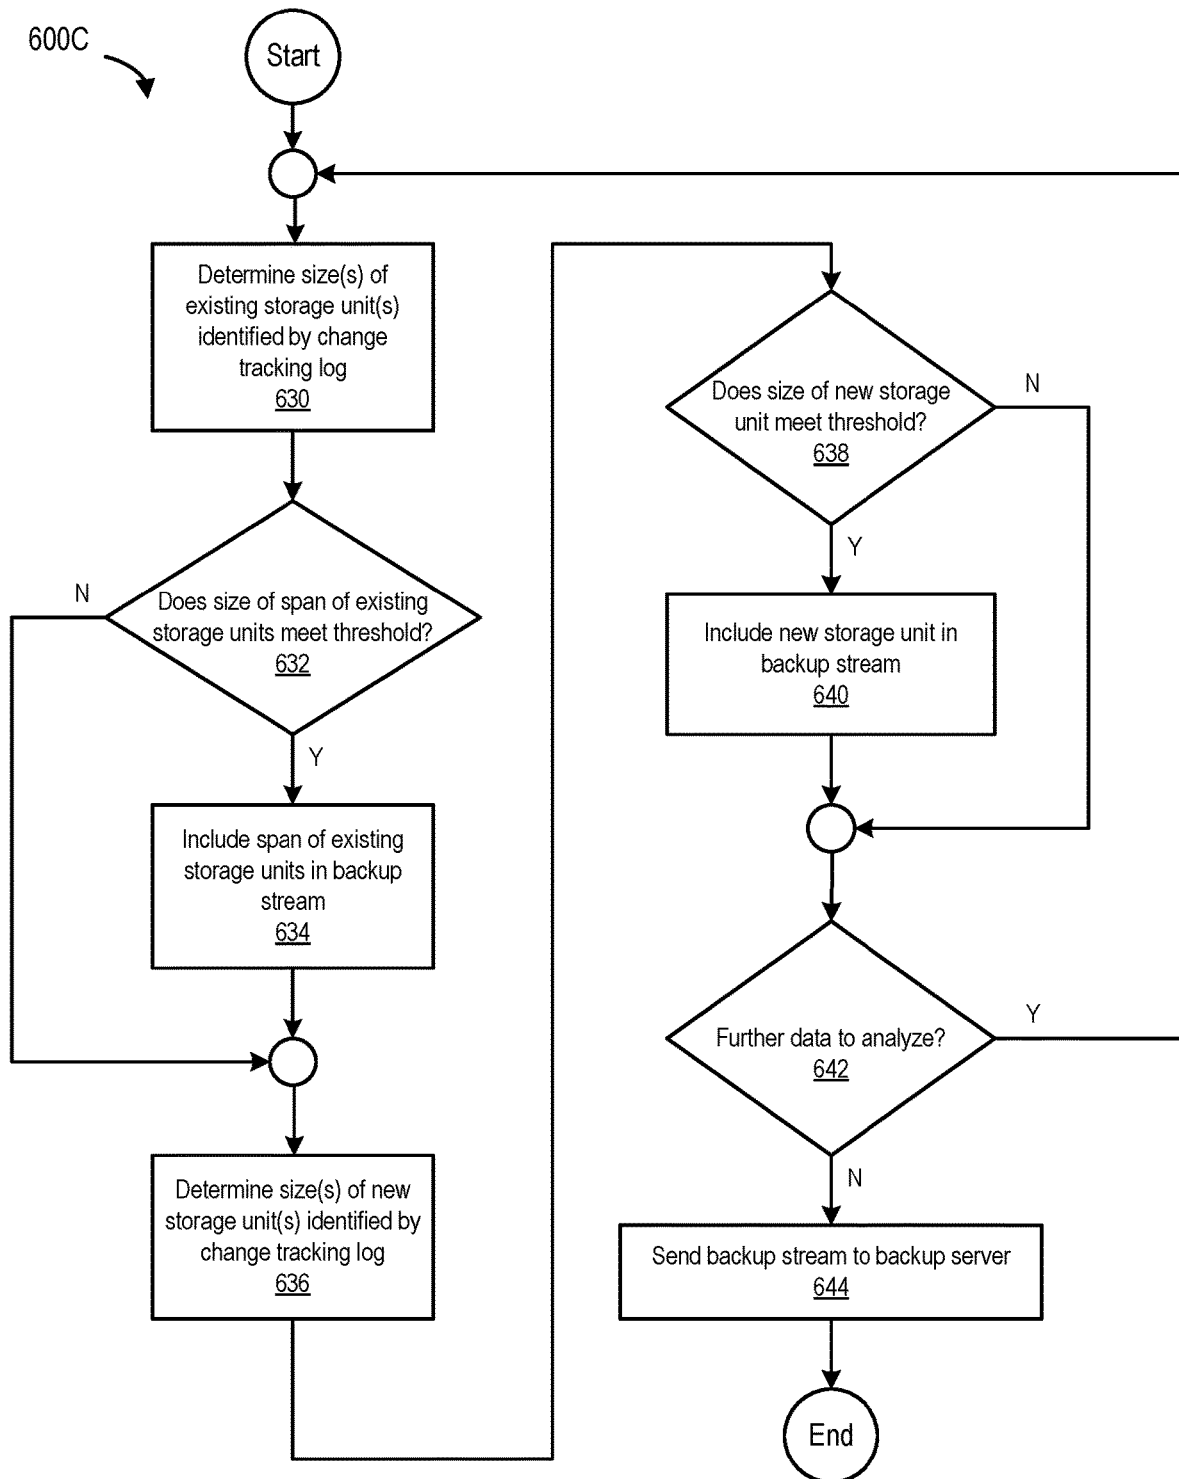 600C
Start
Determine size(s) of
existing storage unit(s)
identified by change
tracking log
630
Does size of span of existing
storage units meet threshold?
632
N
Y
Include span of existing
storage units in backup
stream
634
Determine size(s) of new
storage unit(s) identified by
change tracking log
636
Does size of new storage
unit meet threshold?
638
N
Y
Include new storage unit in
backup stream
640
Further data to analyze?
642
Y
N
Send backup stream to backup server
644
End